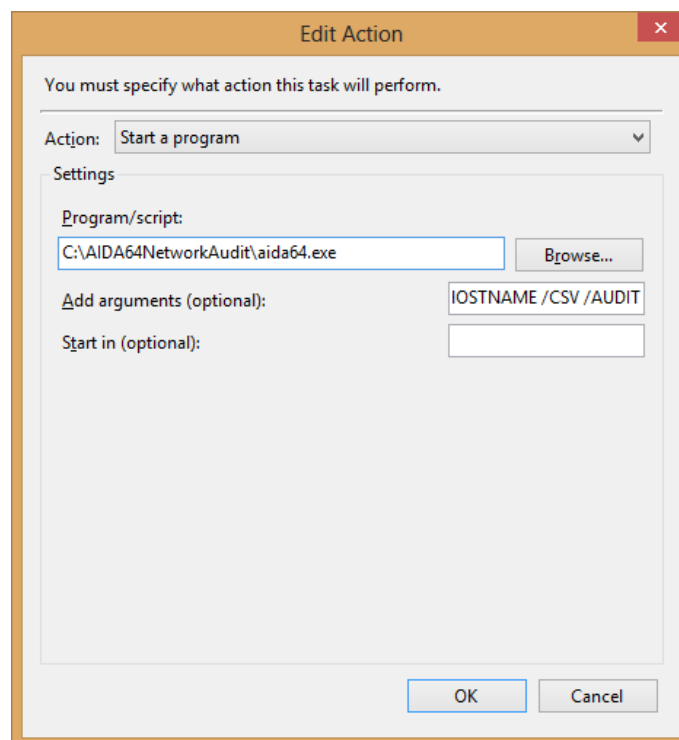 Edit Action
You must specify what action this task will perform.
Action: Start a program
Settings
Program/script:
C:\AIDA64NetworkAudit\aida64.exe Browse...
Add arguments (optional): /CSV /AUDIT
Start in (optional):
OK Cancel